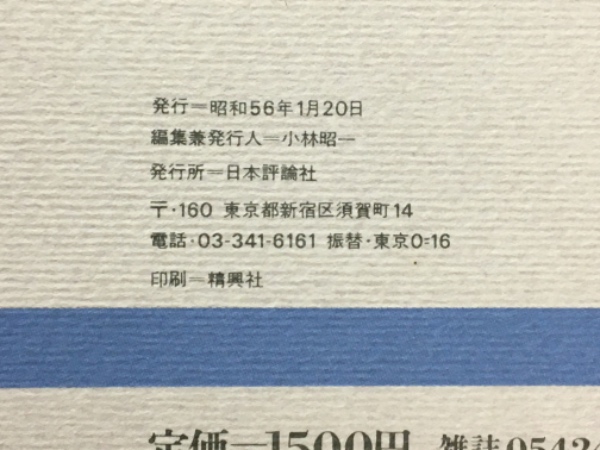 発行＝昭和56年1月20日
編集兼発行人＝小林昭一
発行所＝日本評論社
〒·160 東京都新宿区須賀町14
電話·03-341-6161 振替·東京0=16
印刷＝精興社
定価＝1500円 雑誌05424